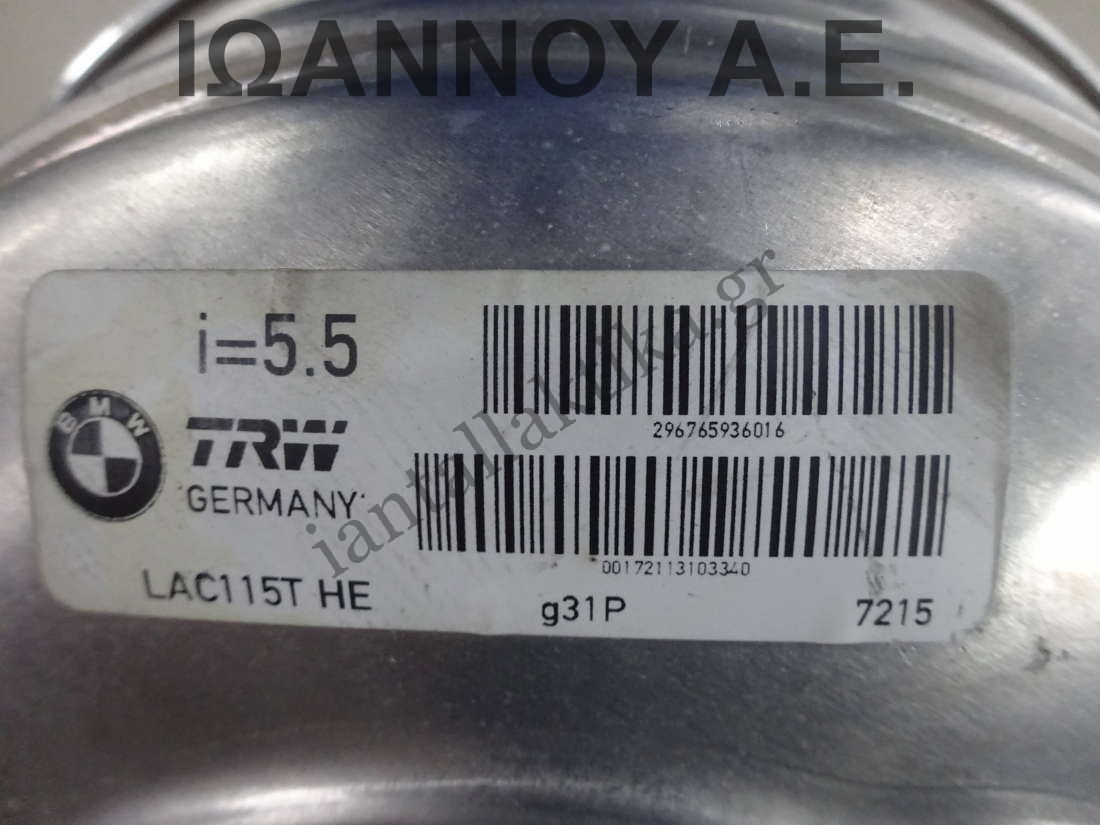 ΙΩΑΝΝΟΥ Α.Ε.
i=5.5
296765936016
BMW
TRW
GERMANY
iantallaktika.gr
00172113103340
LAC115T HE
g31P
7215